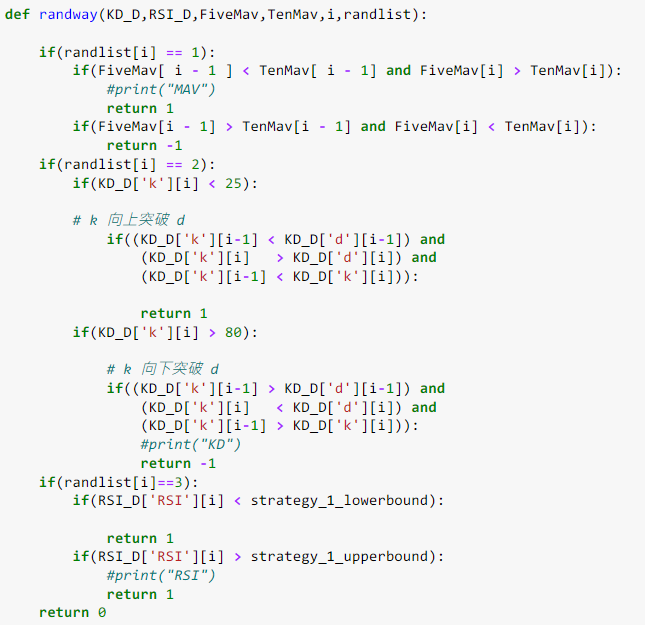 def randway(KD_D,RSI_D,FiveMav,TenMav,i,randlist):
    if(randlist[i] == 1):
        if(FiveMav[ i - 1 ] < TenMav[ i - 1] and FiveMav[i] > TenMav[i]):
            #print("MAV")
            return 1
        if(FiveMav[i - 1] > TenMav[i - 1] and FiveMav[i] < TenMav[i]):
            return -1
    if(randlist[i] == 2):
        if(KD_D['k'][i] < 25):
        # k 向上突破 d
            if((KD_D['k'][i-1] < KD_D['d'][i-1]) and
                (KD_D['k'][i]   > KD_D['d'][i]) and
                (KD_D['k'][i-1] < KD_D['k'][i])):
                return 1
        if(KD_D['k'][i] > 80):
            # k 向下突破 d
            if((KD_D['k'][i-1] > KD_D['d'][i-1]) and
                (KD_D['k'][i]   < KD_D['d'][i]) and
                (KD_D['k'][i-1] > KD_D['k'][i])):
                #print("KD")
                return -1
    if(randlist[i]==3):
        if(RSI_D['RSI'][i] < strategy_1_lowerbound):
            return 1
        if(RSI_D['RSI'][i] > strategy_1_upperbound):
            #print("RSI")
            return 1
    return 0